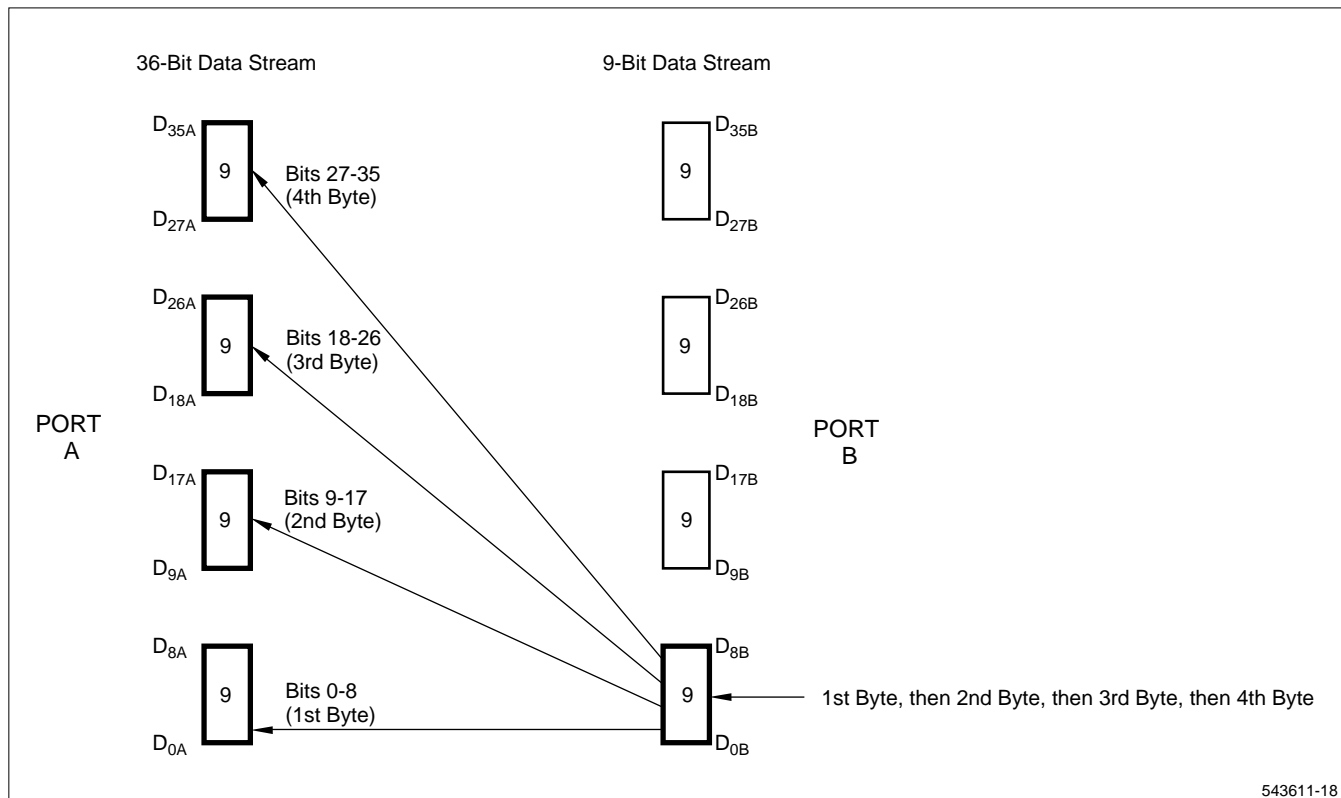 36-Bit Data Stream
9-Bit Data Stream
D35A
9
D27A
Bits 27-35
(4th Byte)
D35B
9
D27B
D26A
9
D18A
Bits 18-26
(3rd Byte)
D26B
9
D18B
PORT
A
PORT
B
D17A
9
D9A
Bits 9-17
(2nd Byte)
D17B
9
D9B
D8A
9
D0A
Bits 0-8
(1st Byte)
D8B
9
D0B
1st Byte, then 2nd Byte, then 3rd Byte, then 4th Byte
543611-18